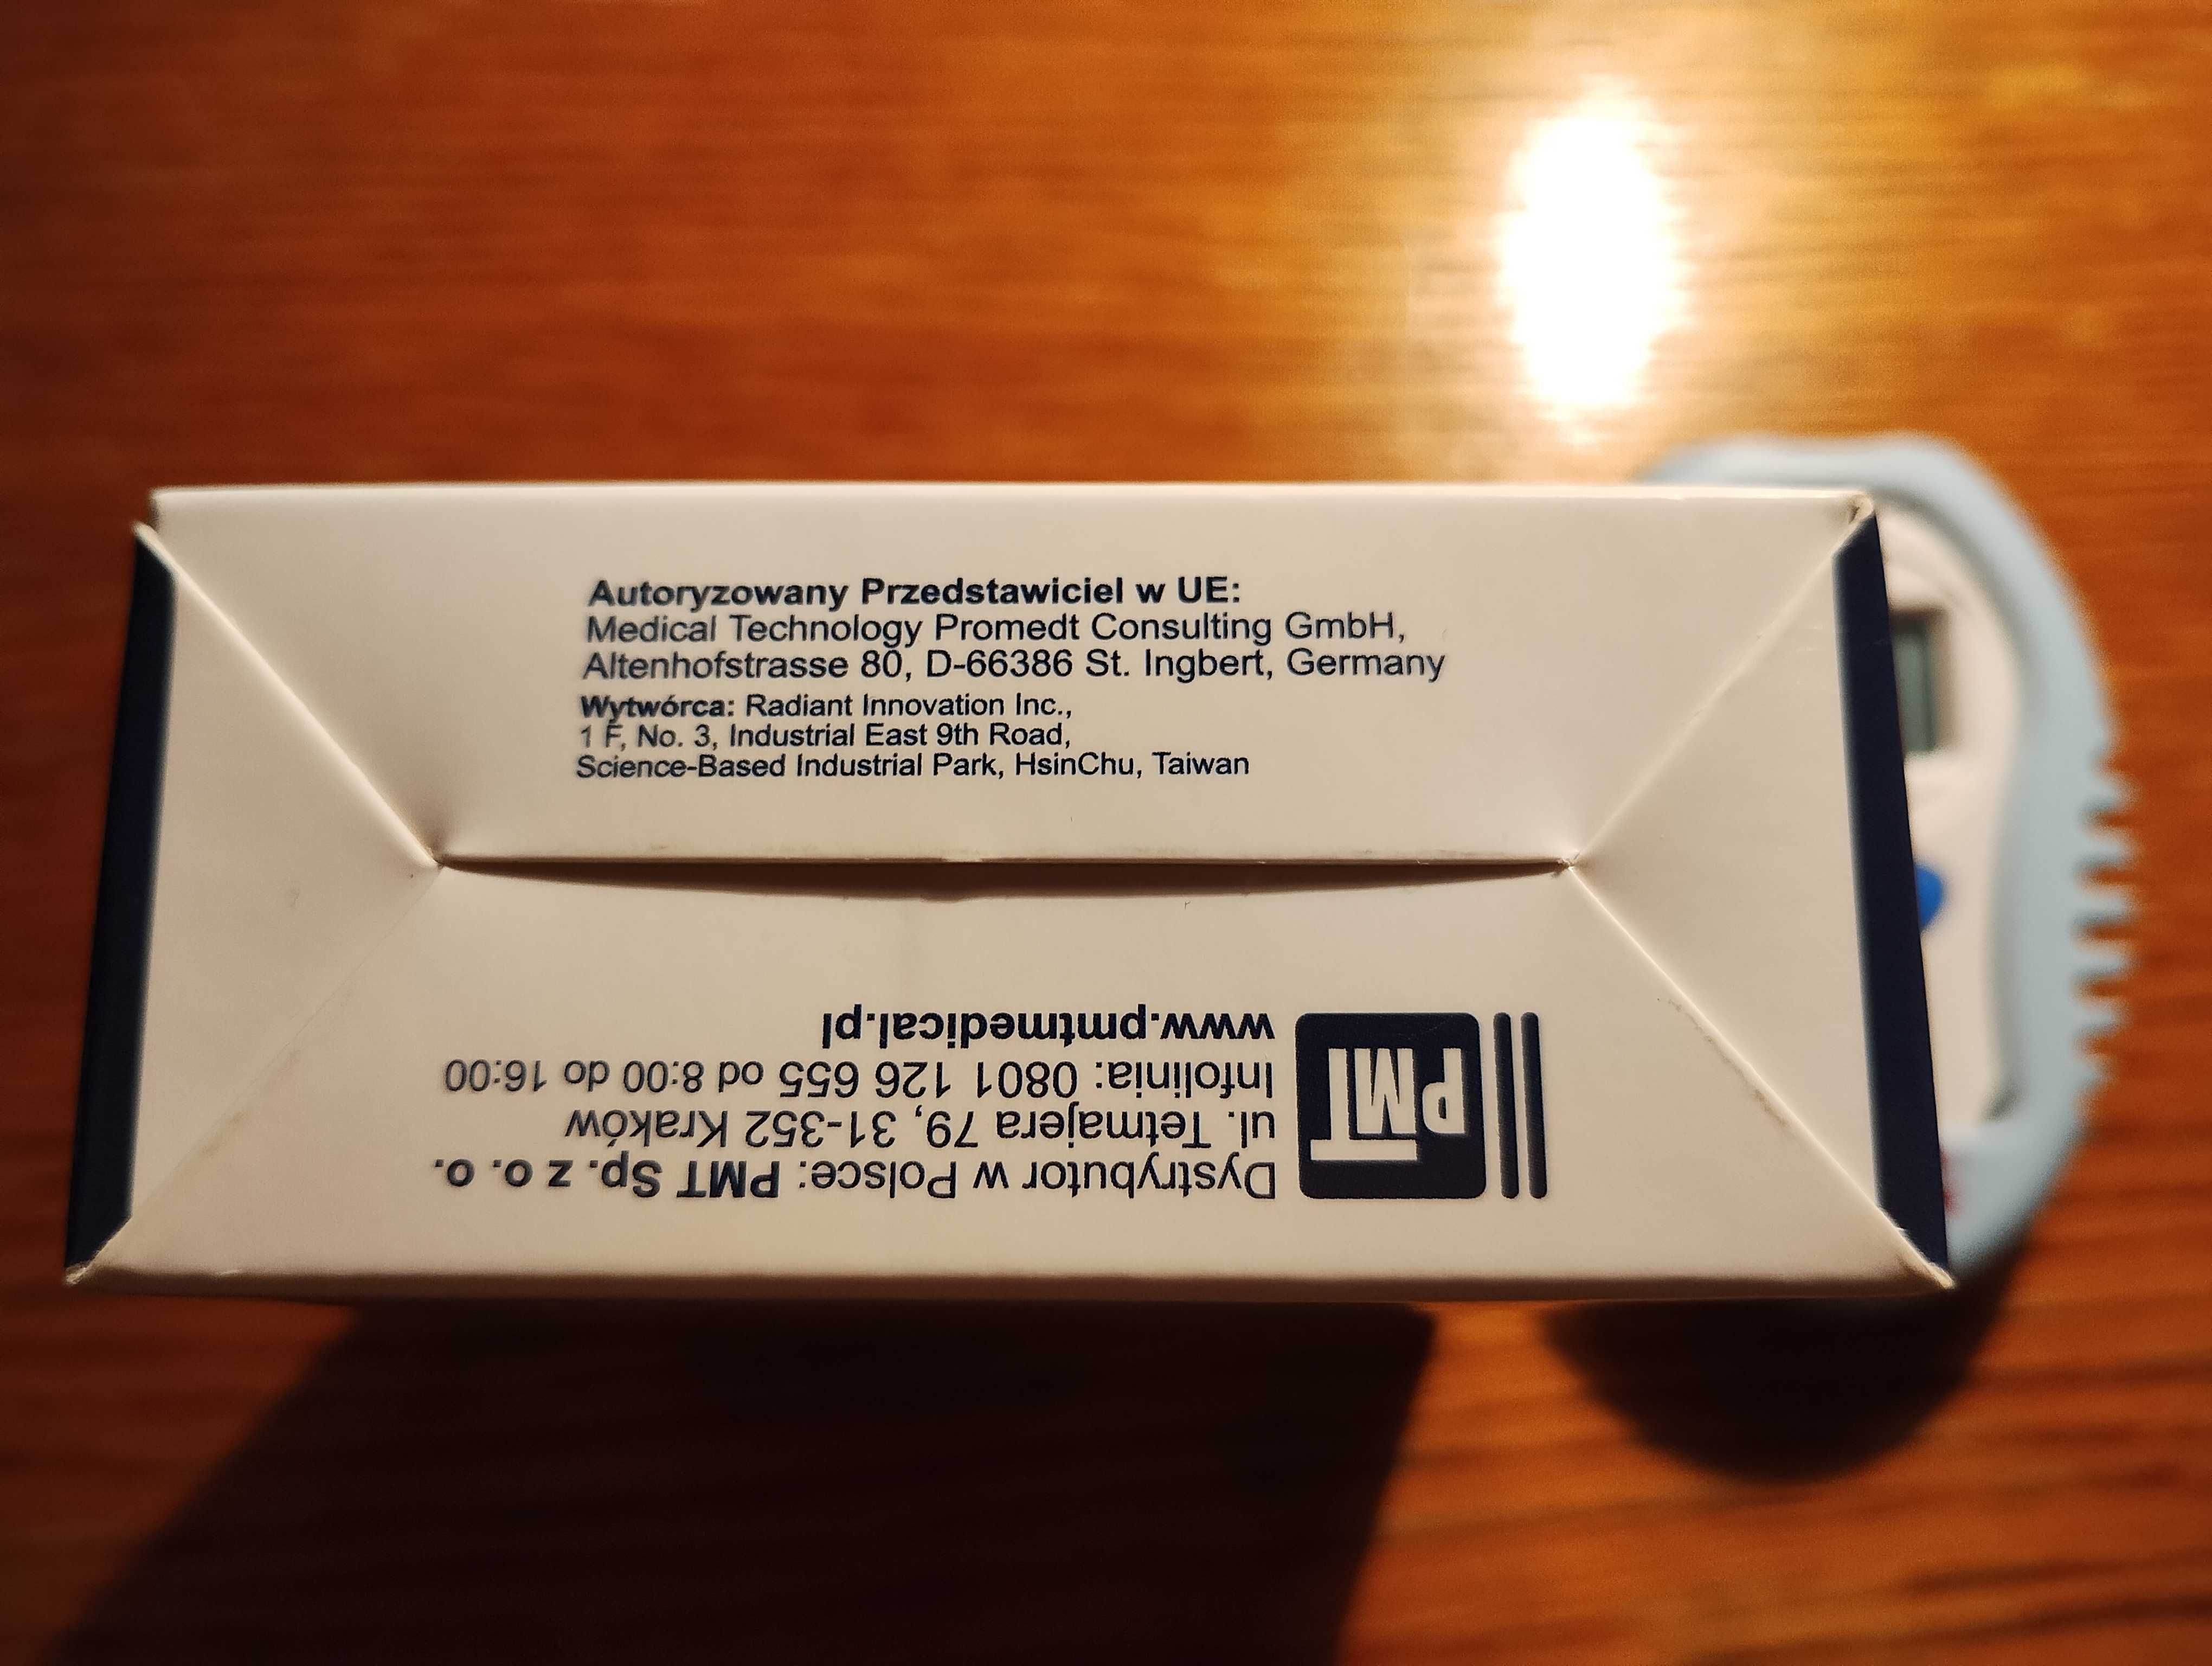 Autoryzowany Przedstawiciel w UE:
Medical Technology Promedt Consulting GmbH,
Altenhofstrasse 80, D-66386 St. Ingbert, Germany
Wytwórca: Radiant Innovation Inc.,
1 F, No. 3, Industrial East 9th Road,
Science-Based Industrial Park, HsinChu, Taiwan
PMT
Dystrybutor w Polsce: PMT Sp. z o. o.
ul. Tetmajera 79, 31-352 Kraków
Infolinia: 0801 126 655 od 8:00 do 16:00
www.pmtmedical.pl